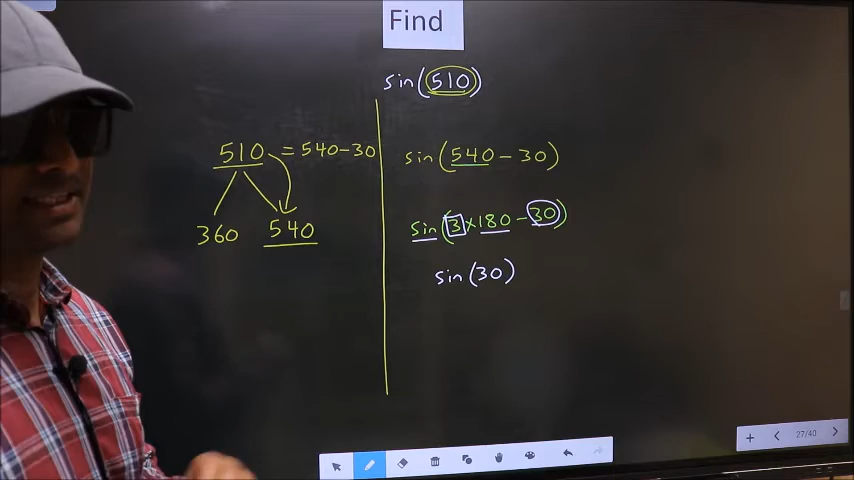 Find
sin(510)
510 = 540-30
360 540
sin(540-30)
sin(3×180-30)
sin(30)
27/40